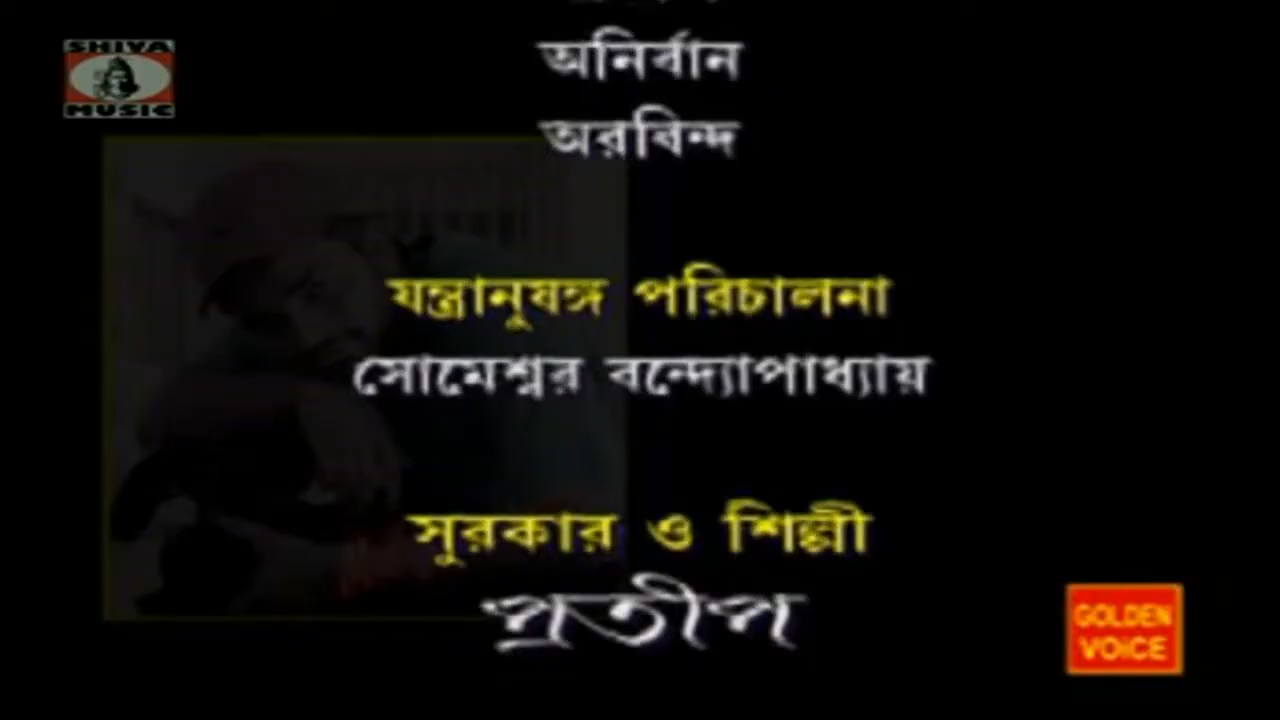 SHIVA
MUSIC
অনির্বান
অরবিন্দ
যন্ত্রানুষঙ্গ পরিচালনা
সোমেশ্বর বন্দ্যোপাধ্যায়
সুরকার ও শিল্পী
প্রতীপ
GOLDEN
VOiCE